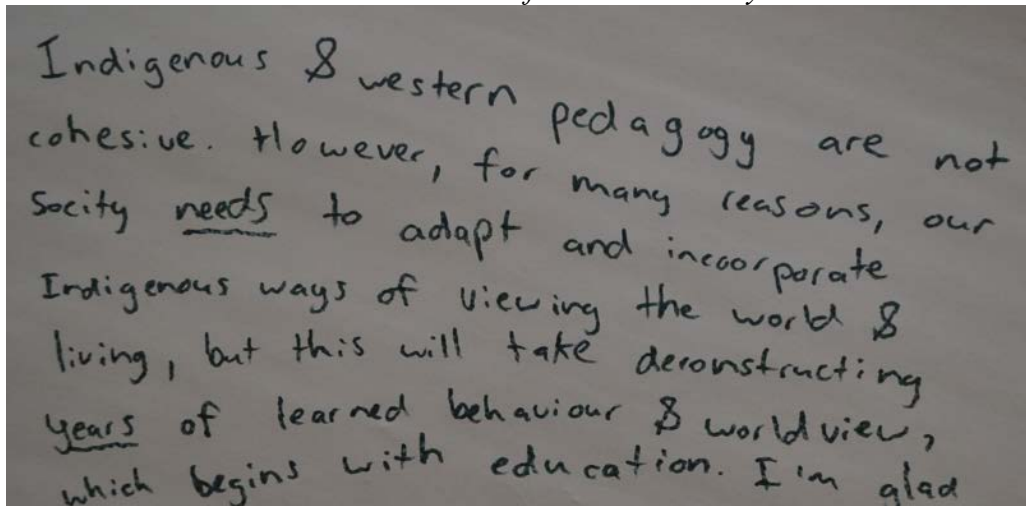 Indigenous & western pedagogy are not
cohesive. However, for many reasons, our
Socity needs to adapt and incoorporate
Indigenous ways of viewing the world &
living, but this will take deconstructing
years of learned behaviour & worldview,
which begins with education. I'm glad